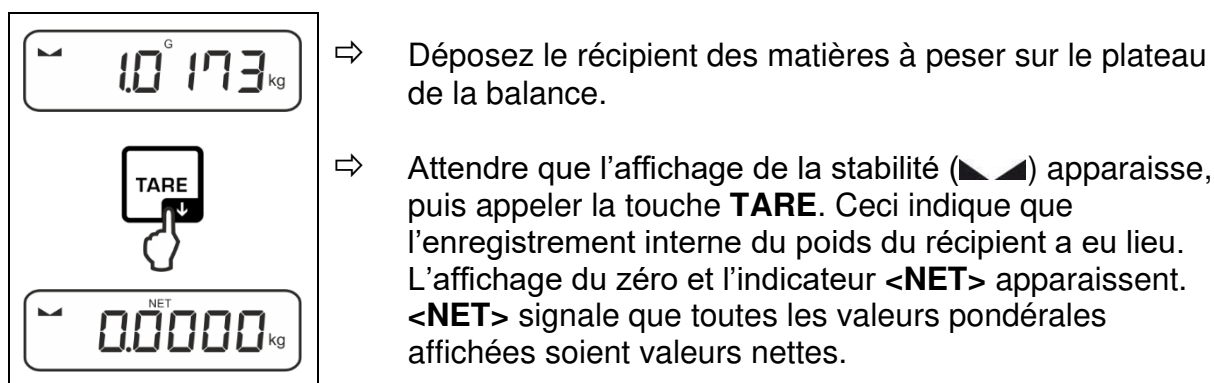 G
1.0173 kg
TARE
NET
0.0000 kg
⇨ Déposez le récipient des matières à peser sur le plateau
de la balance.
⇨ Attendre que l’affichage de la stabilité (◣◢) apparaisse,
puis appeler la touche TARE. Ceci indique que
l’enregistrement interne du poids du récipient a eu lieu.
L’affichage du zéro et l’indicateur <NET> apparaissent.
<NET> signale que toutes les valeurs pondérales
affichées soient valeurs nettes.